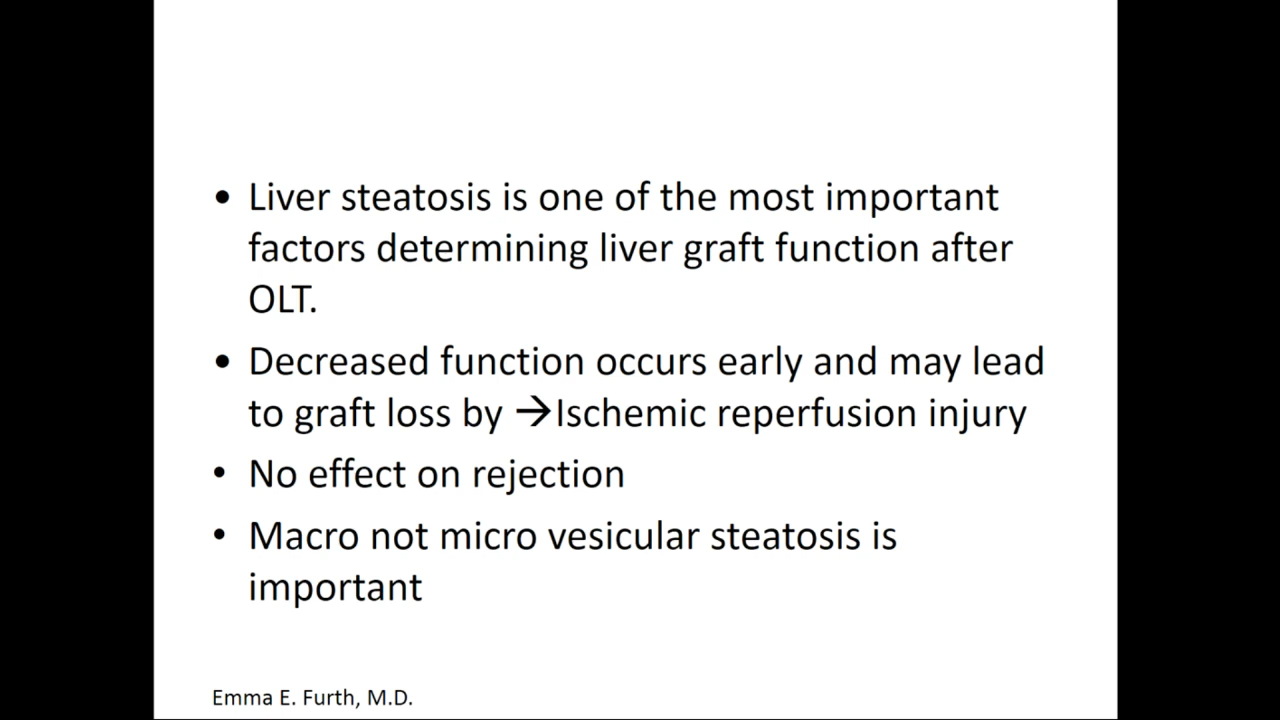 • Liver steatosis is one of the most important
factors determining liver graft function after
OLT.
• Decreased function occurs early and may lead
to graft loss by →Ischemic reperfusion injury
• No effect on rejection
• Macro not micro vesicular steatosis is
important
Emma E. Furth, M.D.